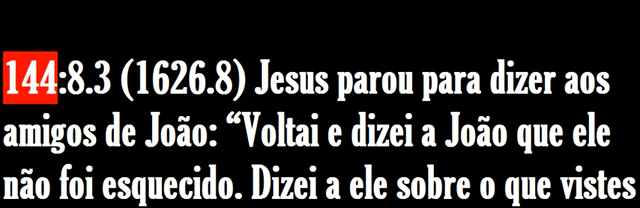 144:8.3 (1626.8) Jesus parou para dizer aos
amigos de João: “Voltai e dizei a João que ele
não foi esquecido. Dizei a ele sobre o que vistes